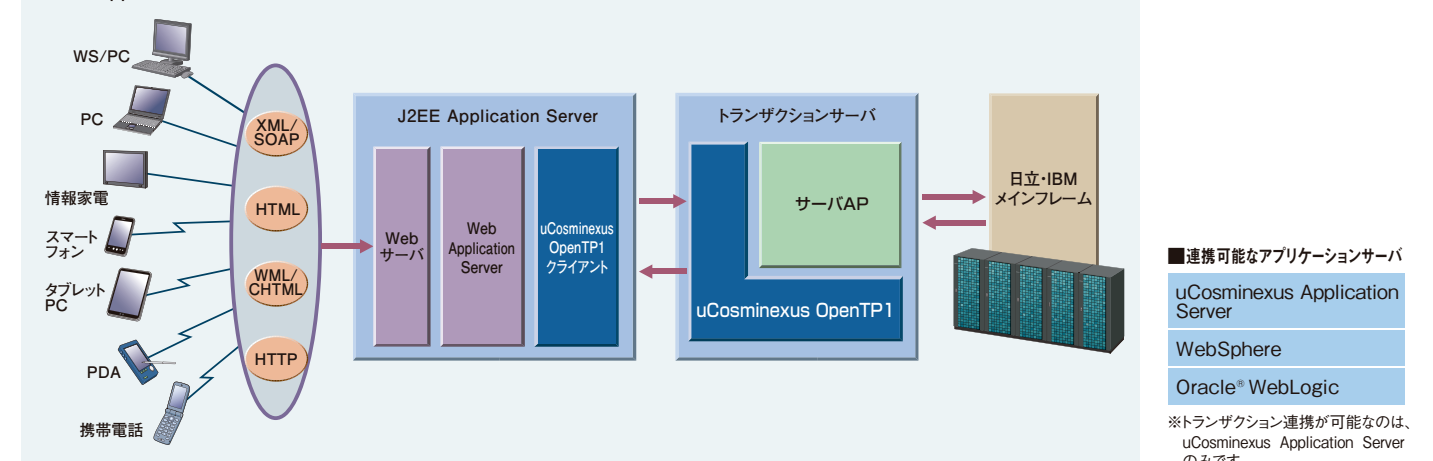 WS/PC
PC
情報家電
スマート
フォン
タブレット
PC
PDA
携帯電話
XML/
SOAP
HTML
WML/
CHTML
HTTP
J2EE Application Server
Web
サーバ
Web
Application
Server
uCosminexus
OpenTP1
クライアント
トランザクションサーバ
サーバAP
uCosminexus OpenTP1
日立・IBM
メインフレーム
■連携可能なアプリケーションサーバ
uCosminexus Application
Server
WebSphere
Oracle® WebLogic
※トランザクション連携が可能なのは、
uCosminexus Application Server
のみです